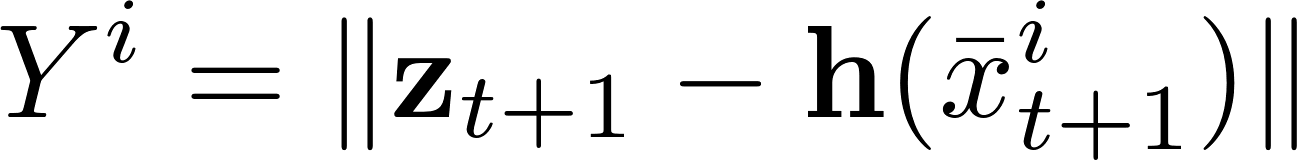 Y^i = ‖𝐳_{t+1} − 𝐡(x̄^i_{t+1})‖